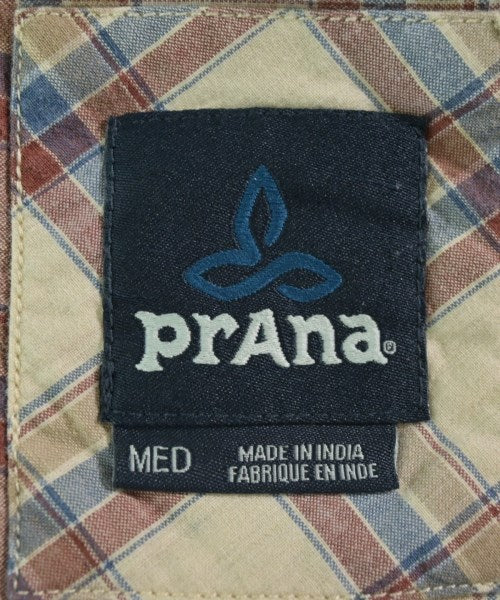 prAna®
MED
MADE IN INDIA
FABRIQUE EN INDE